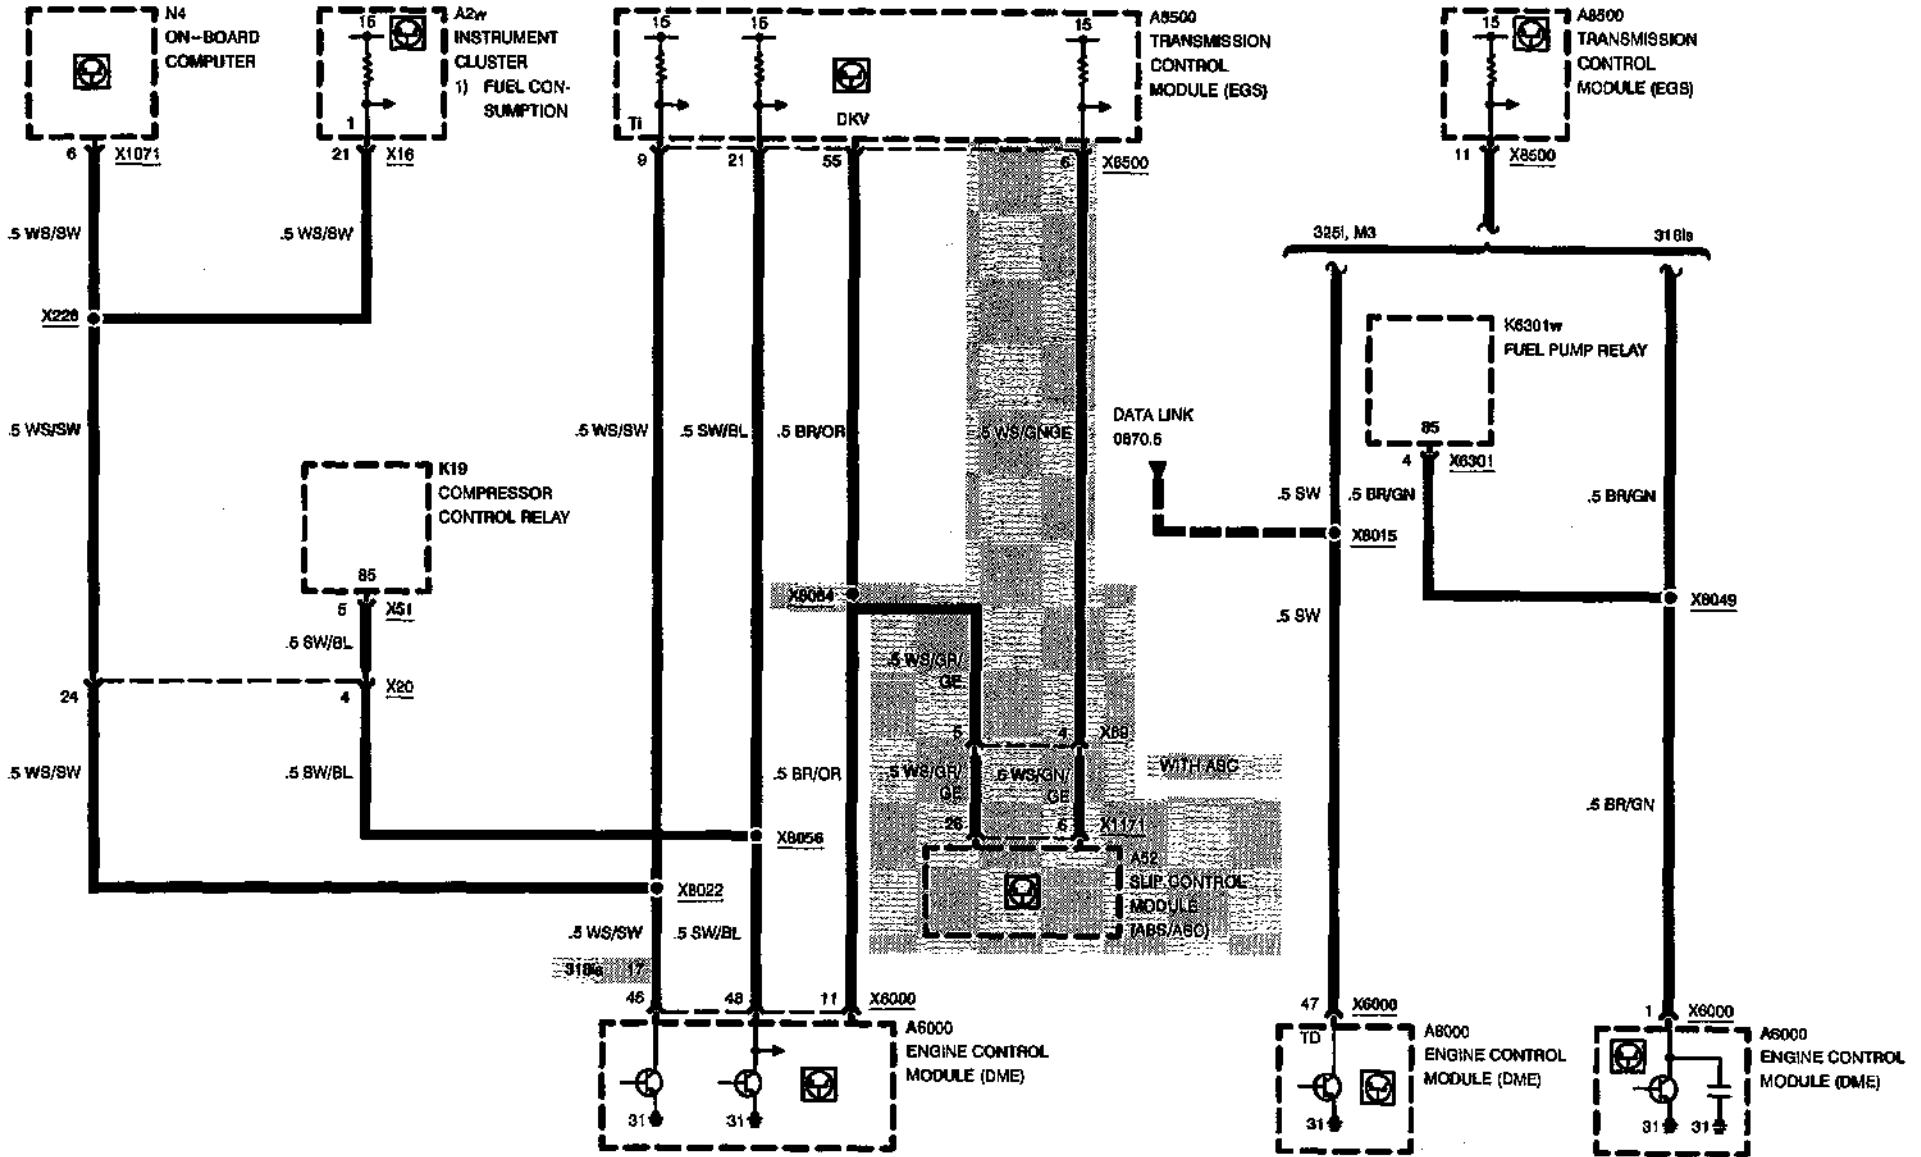 N4
ON-BOARD
COMPUTER
6
X1071
15
A2w
INSTRUMENT
CLUSTER
1) FUEL CON-
SUMPTION
1
21
X16
15
15
15
Ti
DKV
A8500
TRANSMISSION
CONTROL
MODULE (EGS)
9
21
55
6
X8500
15
A8500
TRANSMISSION
CONTROL
MODULE (EGS)
11
X8500
.5 WS/SW
.5 WS/SW
325i, M3
318is
X226
K6301w
FUEL PUMP RELAY
85
4
X6301
.5 WS/SW
.5 WS/SW
.5 SW/BL
.5 BR/OR
.5 WS/GNGE
DATA LINK
0870.6
K19
COMPRESSOR
CONTROL RELAY
85
5
X51
.5 SW
.5 BR/GN
.5 BR/GN
X8015
X8064
X8049
.5 SW/BL
.5 SW
.5 WS/GR/
GE
24
4
X20
5
4
X69
.5 WS/SW
.5 SW/BL
.5 BR/OR
.5 WS/GR/
GE
.5 WS/GN/
GE
WITH ASC
.5 BR/GN
26
6
X1171
X8056
A52
SLIP CONTROL
MODULE
(ABS/ASC)
X8022
.5 WS/SW
.5 SW/BL
318is 17
46
48
11
X6000
A6000
ENGINE CONTROL
MODULE (DME)
31
31
47
X6000
TD
A6000
ENGINE CONTROL
MODULE (DME)
31
1
X6000
A6000
ENGINE CONTROL
MODULE (DME)
31
31